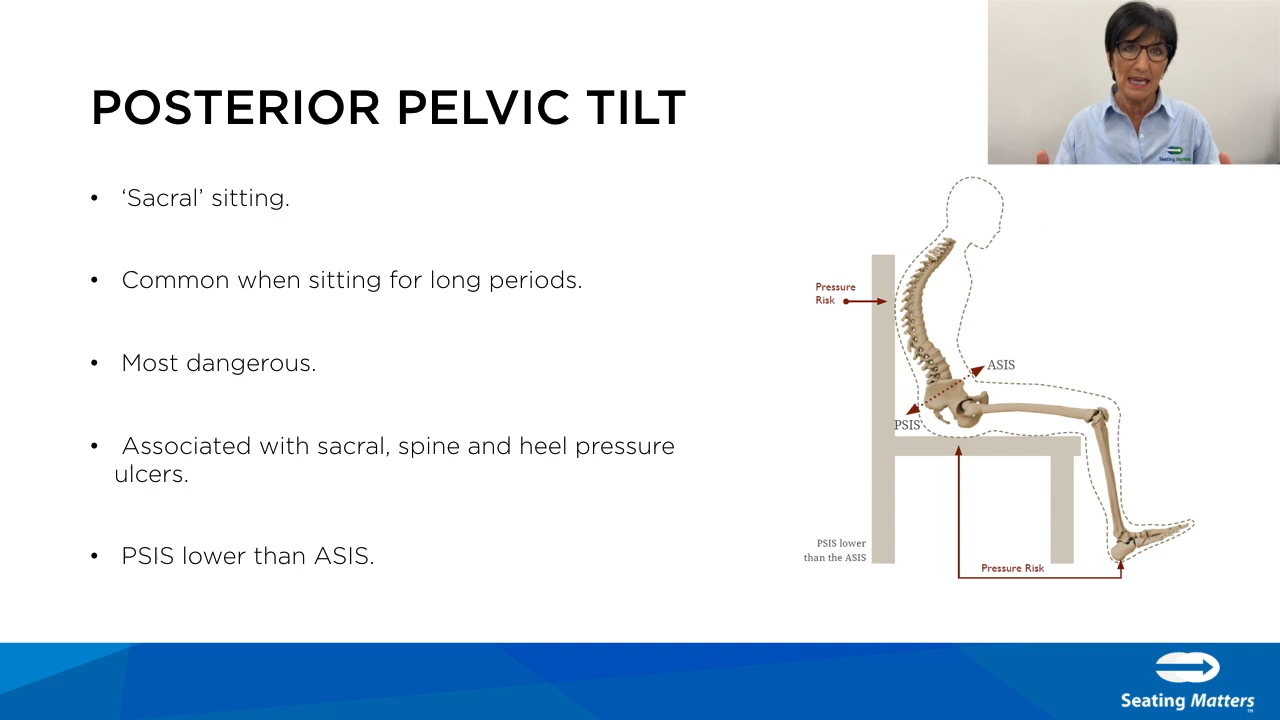 POSTERIOR PELVIC TILT
• ‘Sacral’ sitting.
• Common when sitting for long periods.
• Most dangerous.
• Associated with sacral, spine and heel pressure
ulcers.
• PSIS lower than ASIS.
Seating Matters
Pressure
Risk
ASIS
PSIS
PSIS lower
than the ASIS
Pressure Risk
Seating Matters™